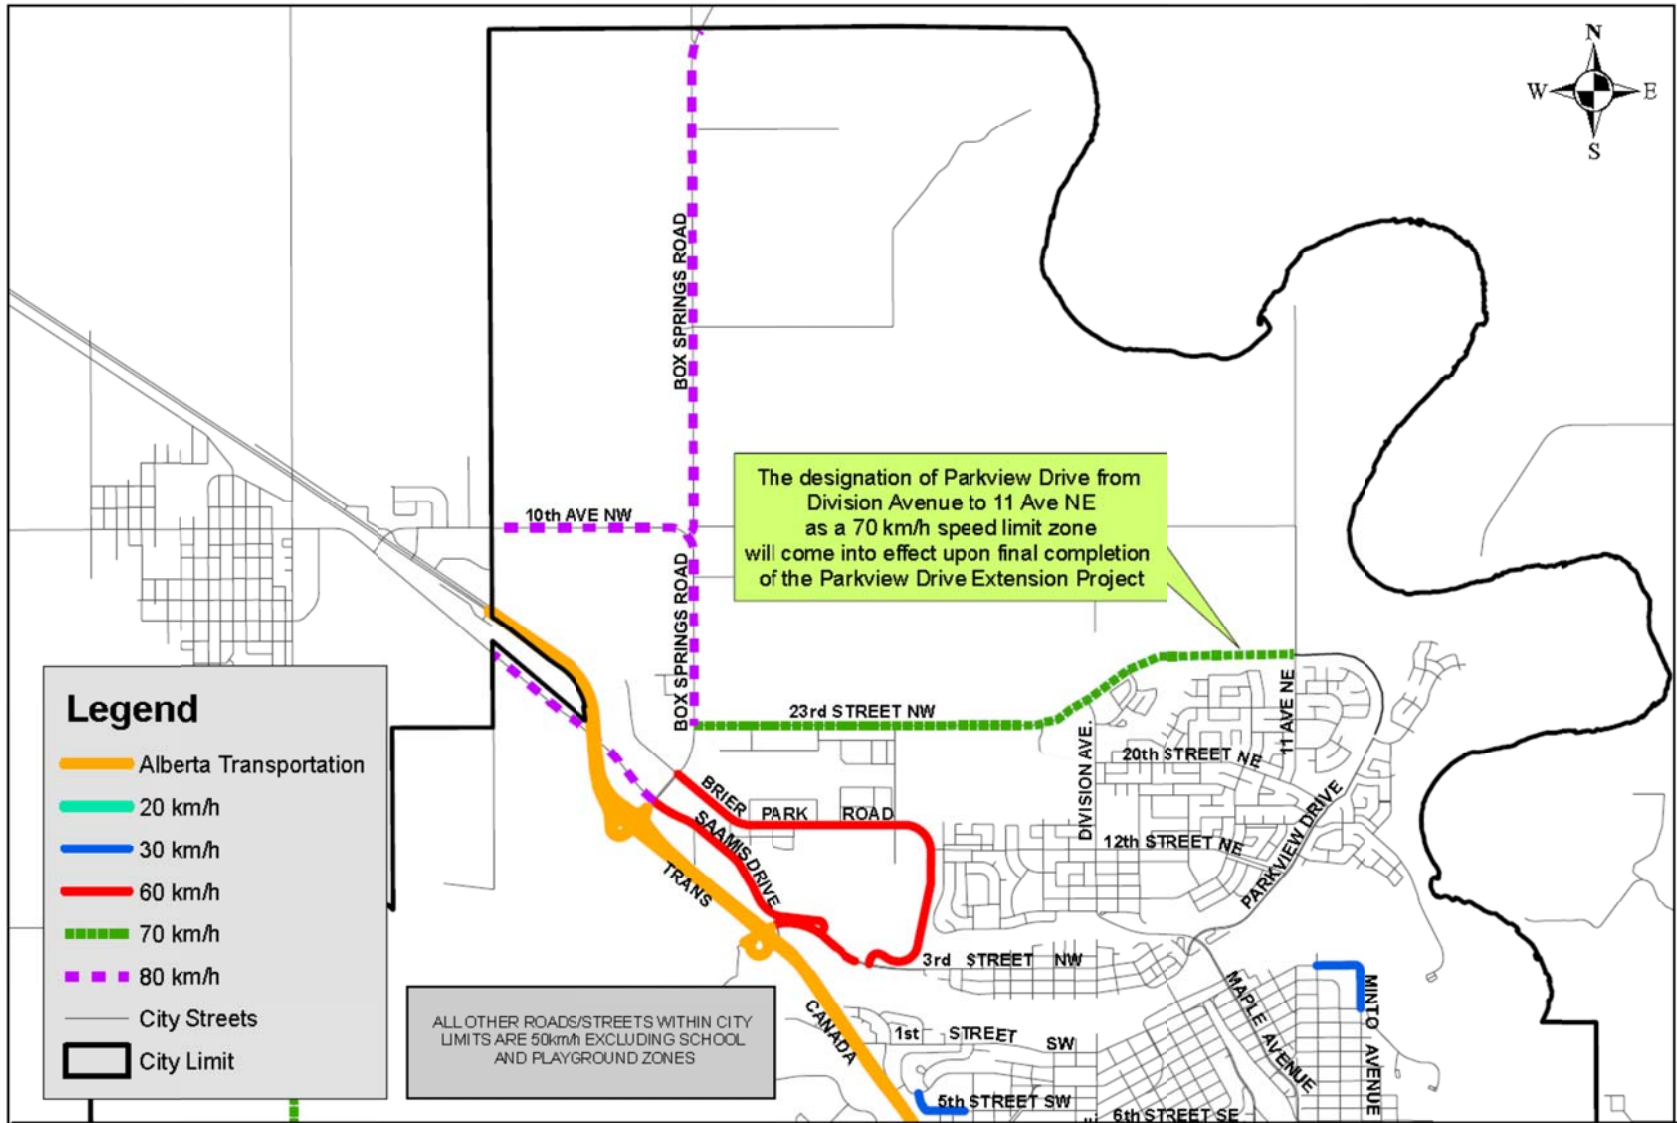 N
W E
S
BOX SPRINGS ROAD
The designation of Parkview Drive from
Division Avenue to 11 Ave NE
as a 70 km/h speed limit zone
will come into effect upon final completion
of the Parkview Drive Extension Project
10th AVE NW
BOX SPRINGS ROAD
23rd STREET NW
11 AVE NE
20th STREET NE
DIVISION AVE.
BRIER PARK ROAD
SAAMIS DRIVE
12th STREET NE
PARKVIEW DRIVE
TRANS
CANADA
3rd STREET NW
MAPLE AVENUE
MINTO AVENUE
1st STREET SW
5th STREET SW
6th STREET SE
Legend
Alberta Transportation
20 km/h
30 km/h
60 km/h
70 km/h
80 km/h
City Streets
City Limit
ALL OTHER ROADS/STREETS WITHIN CITY
LIMITS ARE 50km/h EXCLUDING SCHOOL
AND PLAYGROUND ZONES